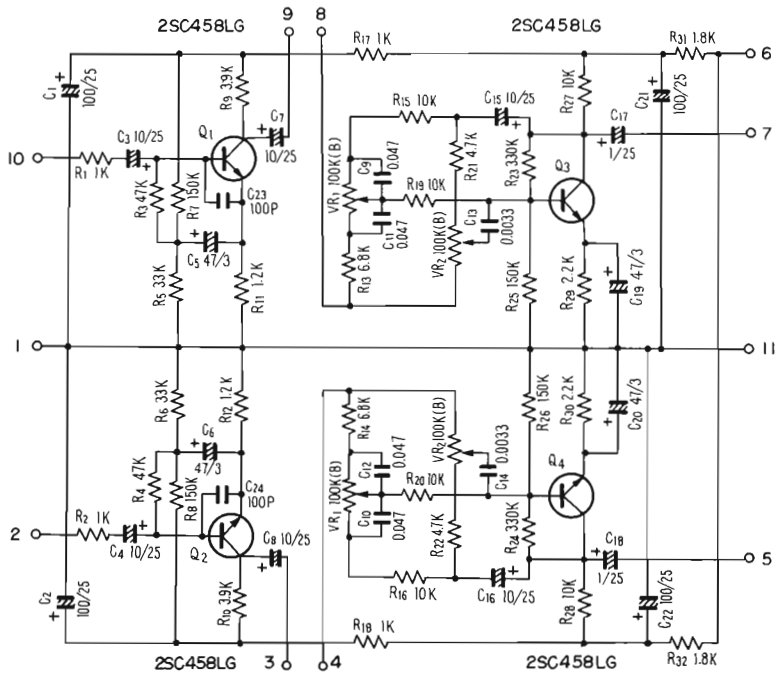 2SC458LG
9
8
2SC458LG
R17 1K
R31 1.8K
6
C1
100/25
R9 3.9K
C7
10/25
R15 10K
C15 10/25
R27 10K
C21
100/25
C17
1/25
7
10
R1 1K
C3 10/25
Q1
R3 47K
R7 150K
C23
100P
VR1 100K(B)
C9
0.047
R21 4.7K
R23 330K
Q3
R19 10K
C11
0.047
C13
0.0033
VR2 100K(B)
C5 47/3
R5 33K
R11 1.2K
R13 6.8K
R25 150K
R29 2.2K
C19 47/3
1
11
R6 33K
R12 1.2K
R14 6.8K
R26 150K
R30 2.2K
C20 47/3
C6
47/3
R4 47K
R8 150K
C24
100P
VR1 100K(B)
C12
0.047
VR2 100K(B)
0.0033
C14
Q4
R20 10K
C10
0.047
R22 4.7K
R24 330K
2
R2 1K
C4 10/25
Q2
C8 10/25
C18
1/25
5
R16 10K
C16 10/25
C2
100/25
R10 3.9K
R28 10K
C22 100/25
R18 1K
R32 1.8K
2SC458LG
3
4
2SC458LG